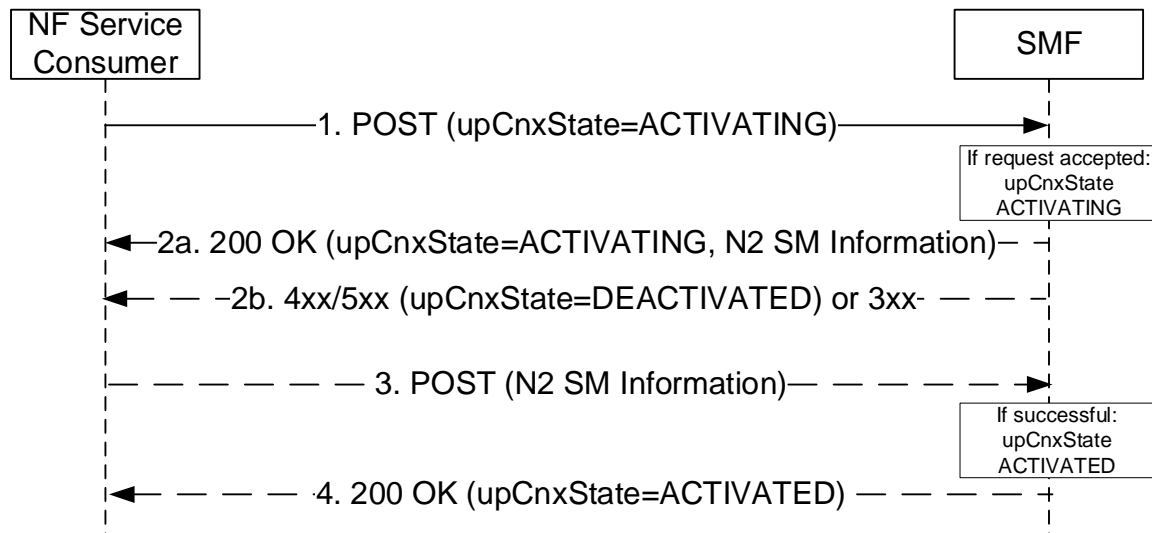 NF Service
Consumer
SMF
1. POST (upCnxState=ACTIVATING)
If request accepted:
upCnxState
ACTIVATING
2a. 200 OK (upCnxState=ACTIVATING, N2 SM Information)
2b. 4xx/5xx (upCnxState=DEACTIVATED) or 3xx
3. POST (N2 SM Information)
If successful:
upCnxState
ACTIVATED
4. 200 OK (upCnxState=ACTIVATED)